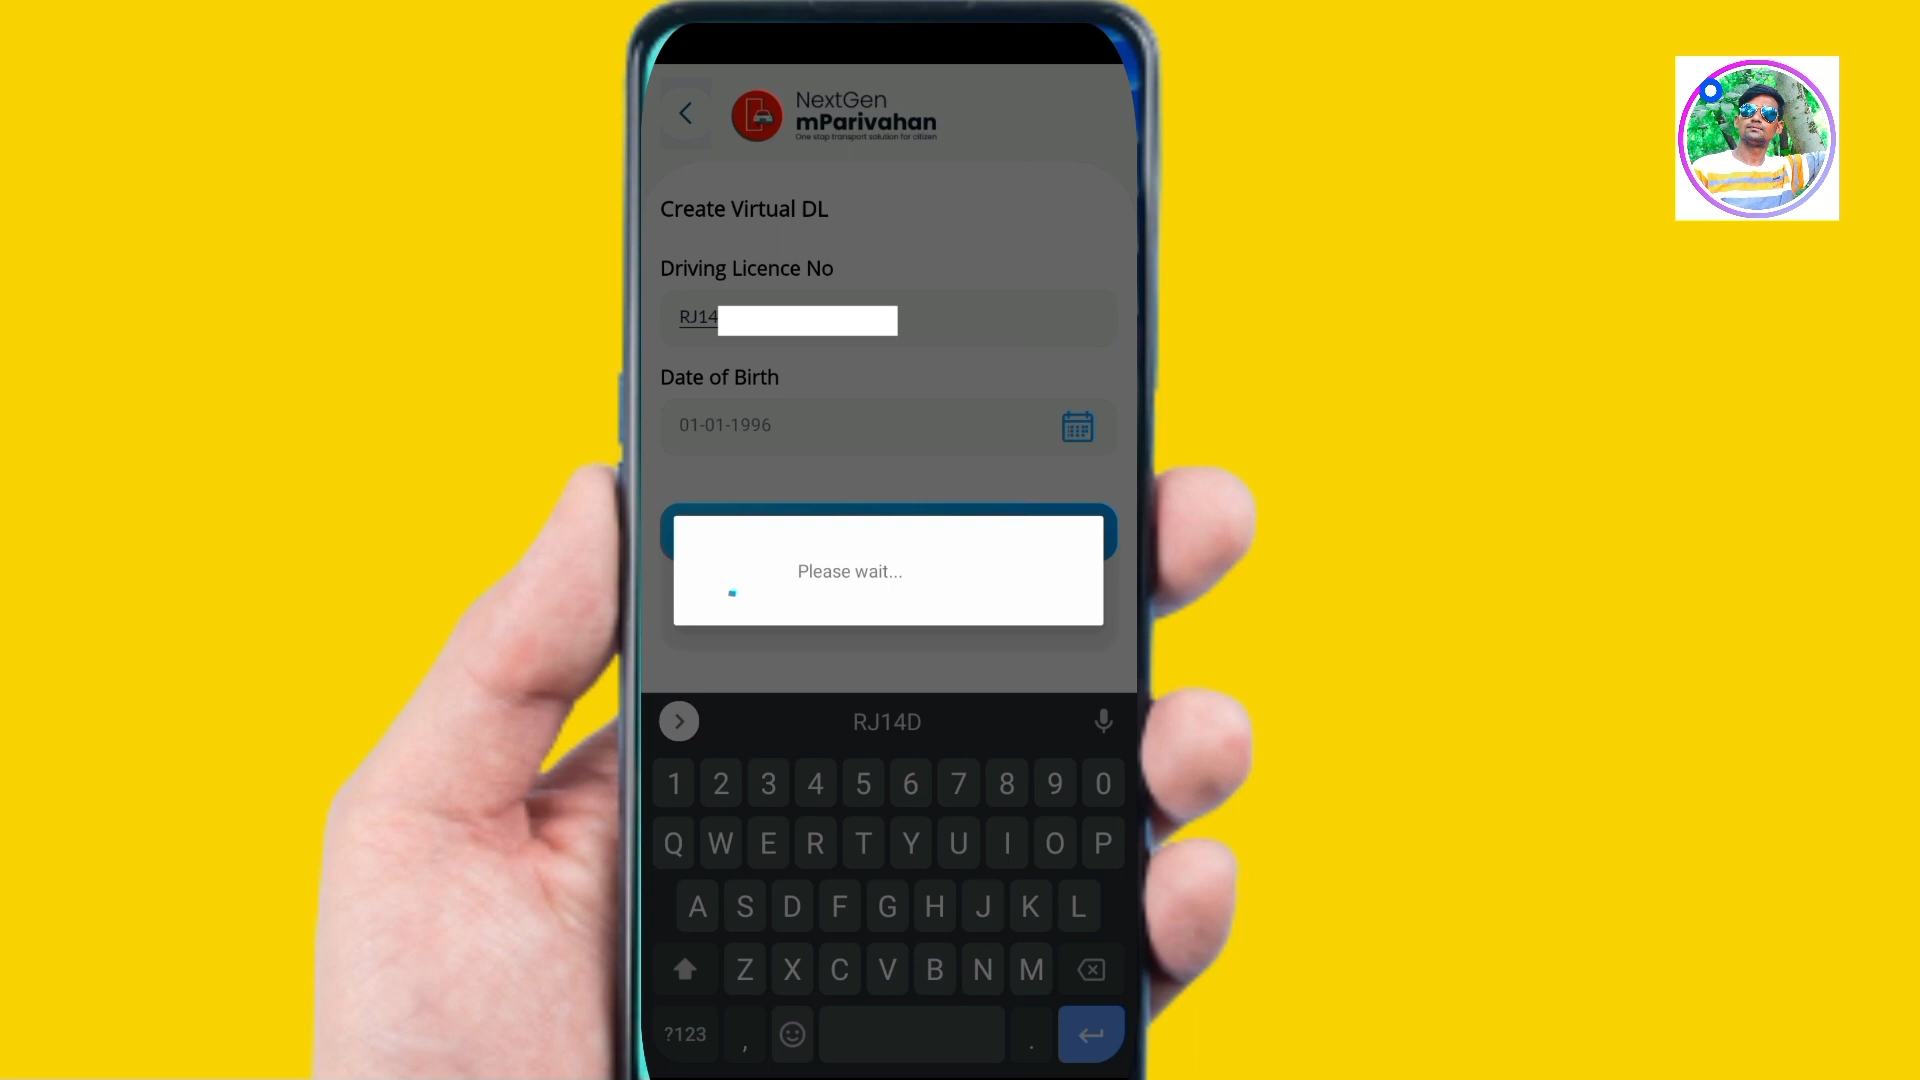 NextGen
mParivahan
One stop transport solution for citizen
Create Virtual DL
Driving Licence No
RJ14
Date of Birth
01-01-1996
Please wait...
RJ14D
1 2 3 4 5 6 7 8 9 0
Q W E R T Y U I O P
A S D F G H J K L
Z X C V B N M
?123 , .